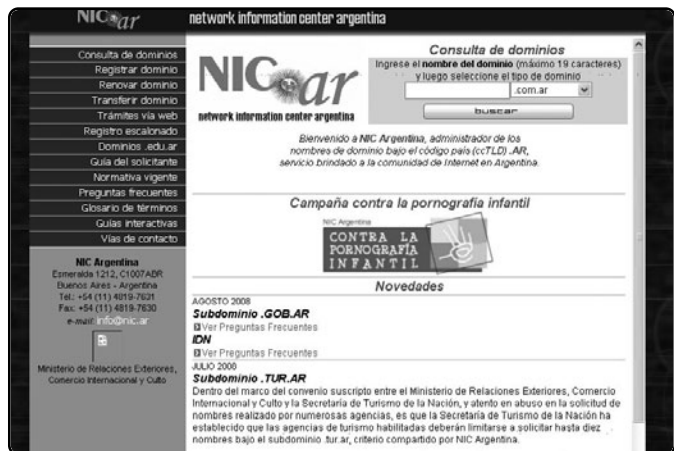 NIC ar
network information center argentina
Consulta de dominios
Registrar dominio
Renovar dominio
Transferir dominio
Trámites vía web
Registro escalonado
Dominios .edu.ar
Guía del solicitante
Normativa vigente
Preguntas frecuentes
Glosario de términos
Guías interactivas
Vías de contacto
NIC Argentina
Esmeralda 1212, C1007ABR
Buenos Aires - Argentina
Tel.: +54 (11) 4819-7631
Fax: +54 (11) 4819-7630
e-mail: info@nic.ar
Ministerio de Relaciones Exteriores,
Comercio Internacional y Culto
NIC ar
network information center argentina
Consulta de dominios
Ingrese el nombre del dominio (máximo 19 caracteres)
y luego seleccione el tipo de dominio
.com.ar
buscar
Bienvenido a NIC Argentina, administrador de los
nombres de dominio bajo el código país (ccTLD) .AR,
servicio brindado a la comunidad de Internet en Argentina.
Campaña contra la pornografía infantil
NIC Argentina
CONTRA LA
PORNOGRAFÍA
INFANTIL
Novedades
AGOSTO 2008
Subdominio .GOB.AR
Ver Preguntas Frecuentes
IDN
Ver Preguntas Frecuentes
JULIO 2008
Subdominio .TUR.AR
Dentro del marco del convenio suscripto entre el Ministerio de Relaciones Exteriores, Comercio
Internacional y Culto y la Secretaría de Turismo de la Nación, y atento en abuso en la solicitud de
nombres realizado por numerosas agencias, es que la Secretaría de Turismo de la Nación ha
establecido que las agencias de turismo habilitadas deberán limitarse a solicitar hasta diez
nombres bajo el subdominio .tur.ar, criterio compartido por NIC Argentina.